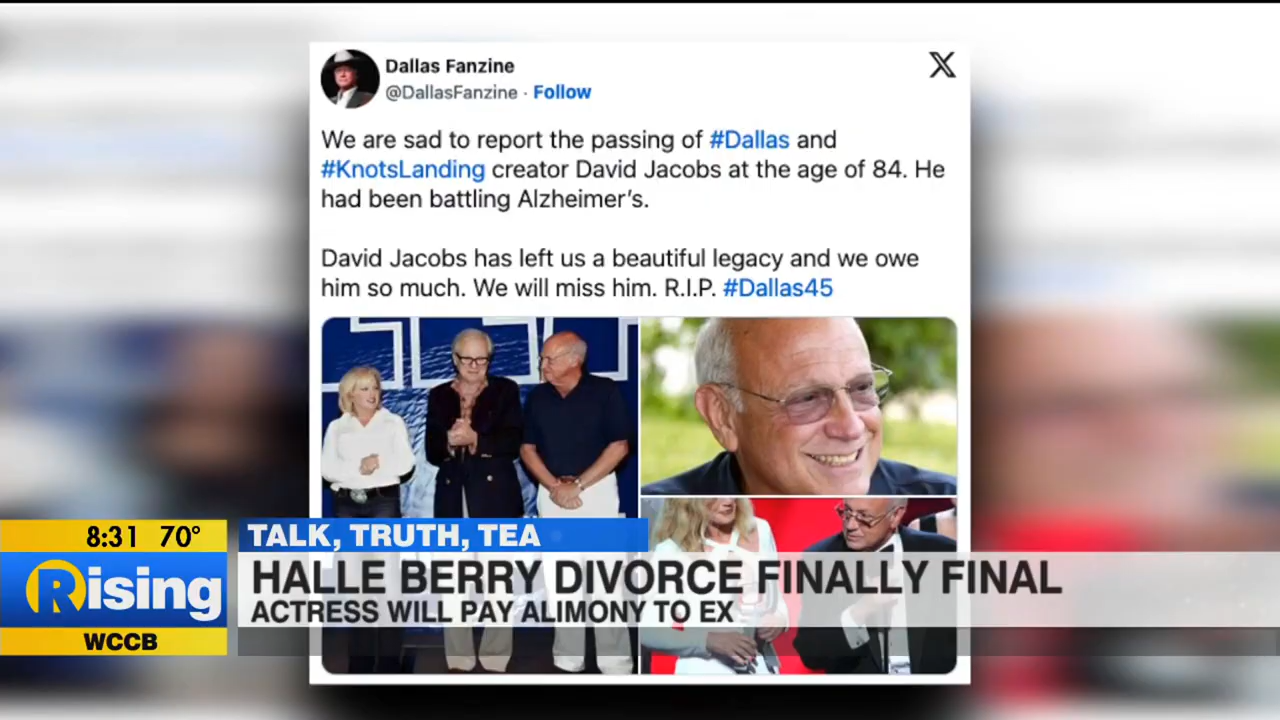 Dallas Fanzine
@DallasFanzine · Follow
X
We are sad to report the passing of #Dallas and
#KnotsLanding creator David Jacobs at the age of 84. He
had been battling Alzheimer's.
David Jacobs has left us a beautiful legacy and we owe
him so much. We will miss him. R.I.P. #Dallas45
8:31 70°
TALK, TRUTH, TEA
Rising
HALLE BERRY DIVORCE FINALLY FINAL
ACTRESS WILL PAY ALIMONY TO EX
WCCB